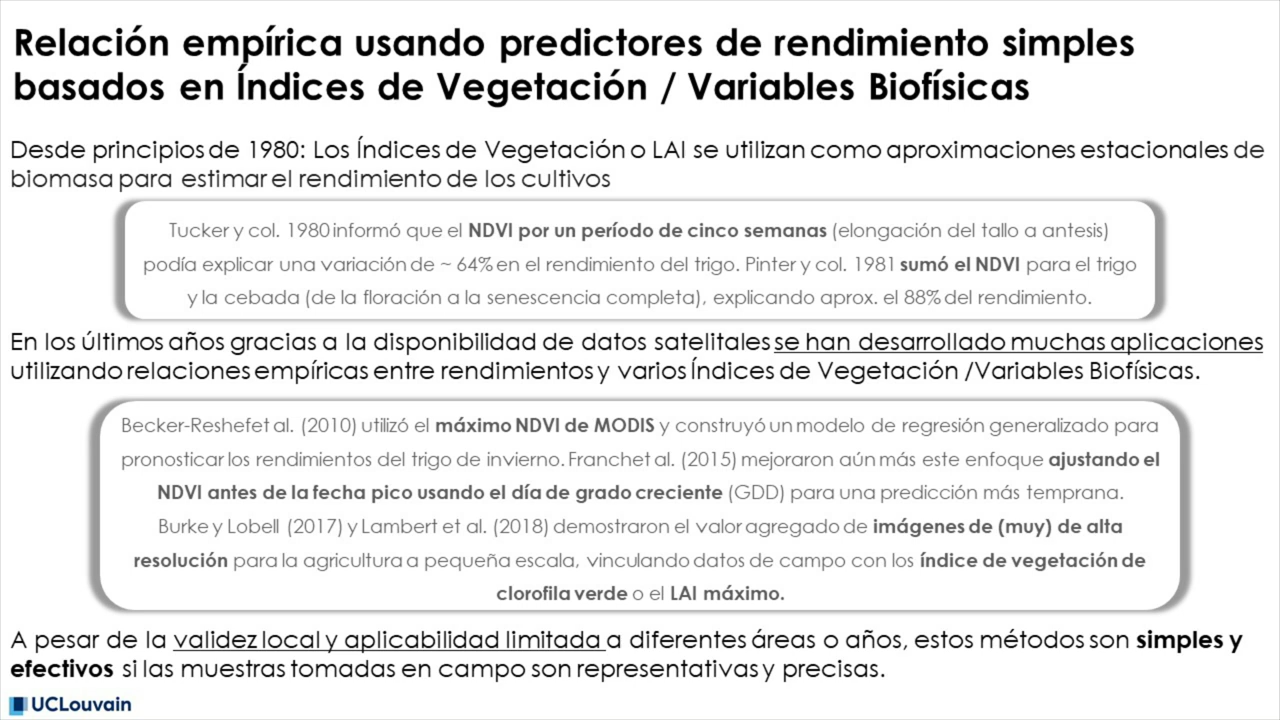 Relación empírica usando predictores de rendimiento simples
basados en Índices de Vegetación / Variables Biofísicas
Desde principios de 1980: Los Índices de Vegetación o LAI se utilizan como aproximaciones estacionales de
biomasa para estimar el rendimiento de los cultivos
Tucker y col. 1980 informó que el NDVI por un período de cinco semanas (elongación del tallo a antesis)
podía explicar una variación de ~ 64% en el rendimiento del trigo. Pinter y col. 1981 sumó el NDVI para el trigo
y la cebada (de la floración a la senescencia completa), explicando aprox. el 88% del rendimiento.
En los últimos años gracias a la disponibilidad de datos satelitales se han desarrollado muchas aplicaciones
utilizando relaciones empíricas entre rendimientos y varios Índices de Vegetación /Variables Biofísicas.
Becker-Reshef et al. (2010) utilizó el máximo NDVI de MODIS y construyó un modelo de regresión generalizado para
pronosticar los rendimientos del trigo de invierno. Franch et al. (2015) mejoraron aún más este enfoque ajustando el
NDVI antes de la fecha pico usando el día de grado creciente (GDD) para una predicción más temprana.
Burke y Lobell (2017) y Lambert et al. (2018) demostraron el valor agregado de imágenes de (muy) de alta
resolución para la agricultura a pequeña escala, vinculando datos de campo con los índice de vegetación de
clorofila verde o el LAI máximo.
A pesar de la validez local y aplicabilidad limitada a diferentes áreas o años, estos métodos son simples y
efectivos si las muestras tomadas en campo son representativas y precisas.
UCLouvain